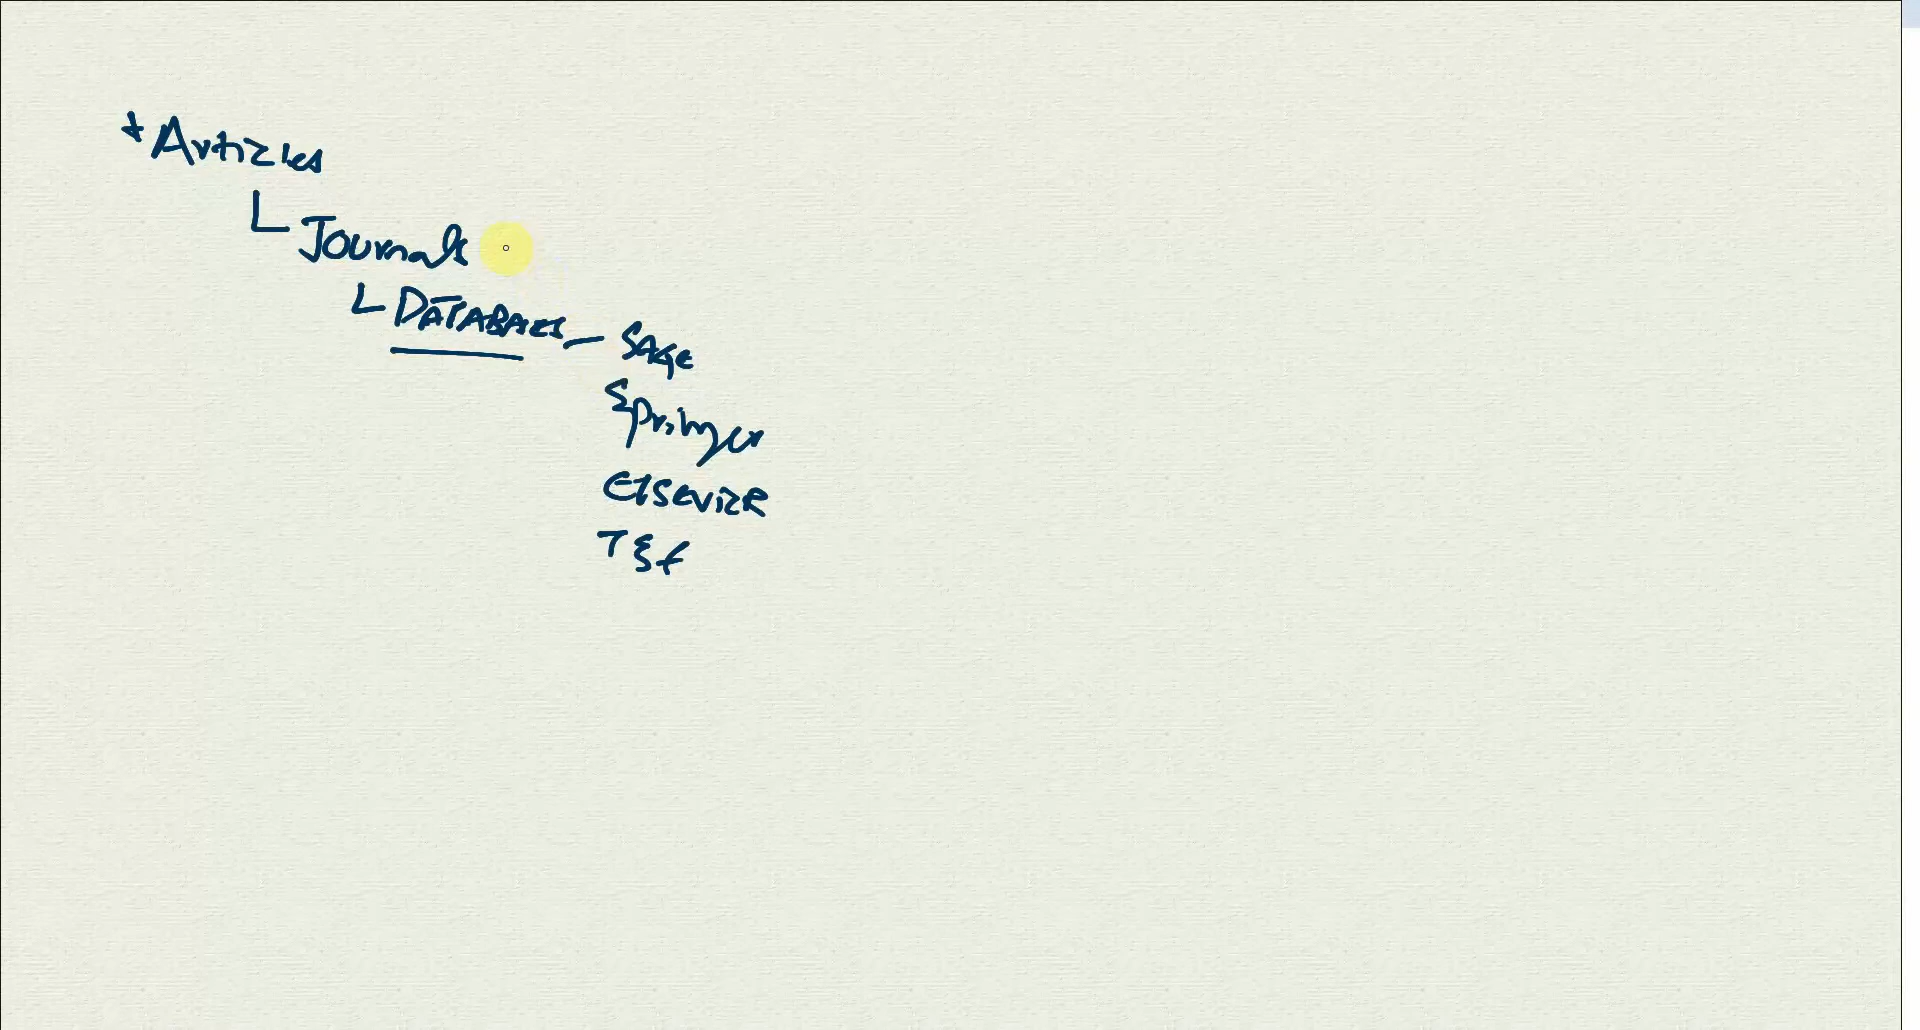 * Articles
Journals
DATABASES - SAGE
Springer
ElseviER
T & f